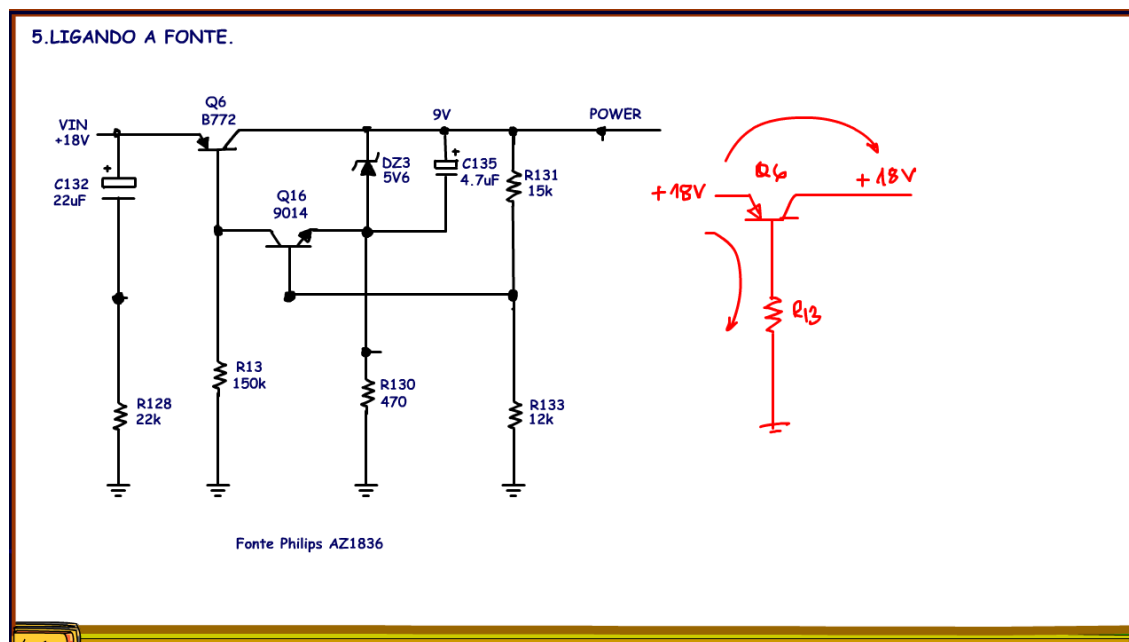 5.LIGANDO A FONTE.
Q6
B772
VIN
+18V
9V
POWER
+
C132
22uF
Q16
9014
DZ3
5V6
+
C135
4.7uF
R131
15k
R13
150k
R128
22k
R130
470
R133
12k
Fonte Philips AZ1836
Q6
+18V
+18V
R13